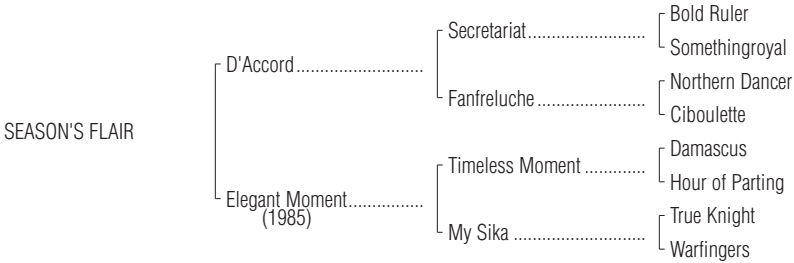 Bold Ruler
Secretariat..........................
Somethingroyal
D'Accord............................
Northern Dancer
Fanfreluche........................
Ciboulette
SEASON'S FLAIR
Damascus
Timeless Moment .............
Hour of Parting
Elegant Moment.................
(1985)
True Knight
My Sika .............................
Warfingers